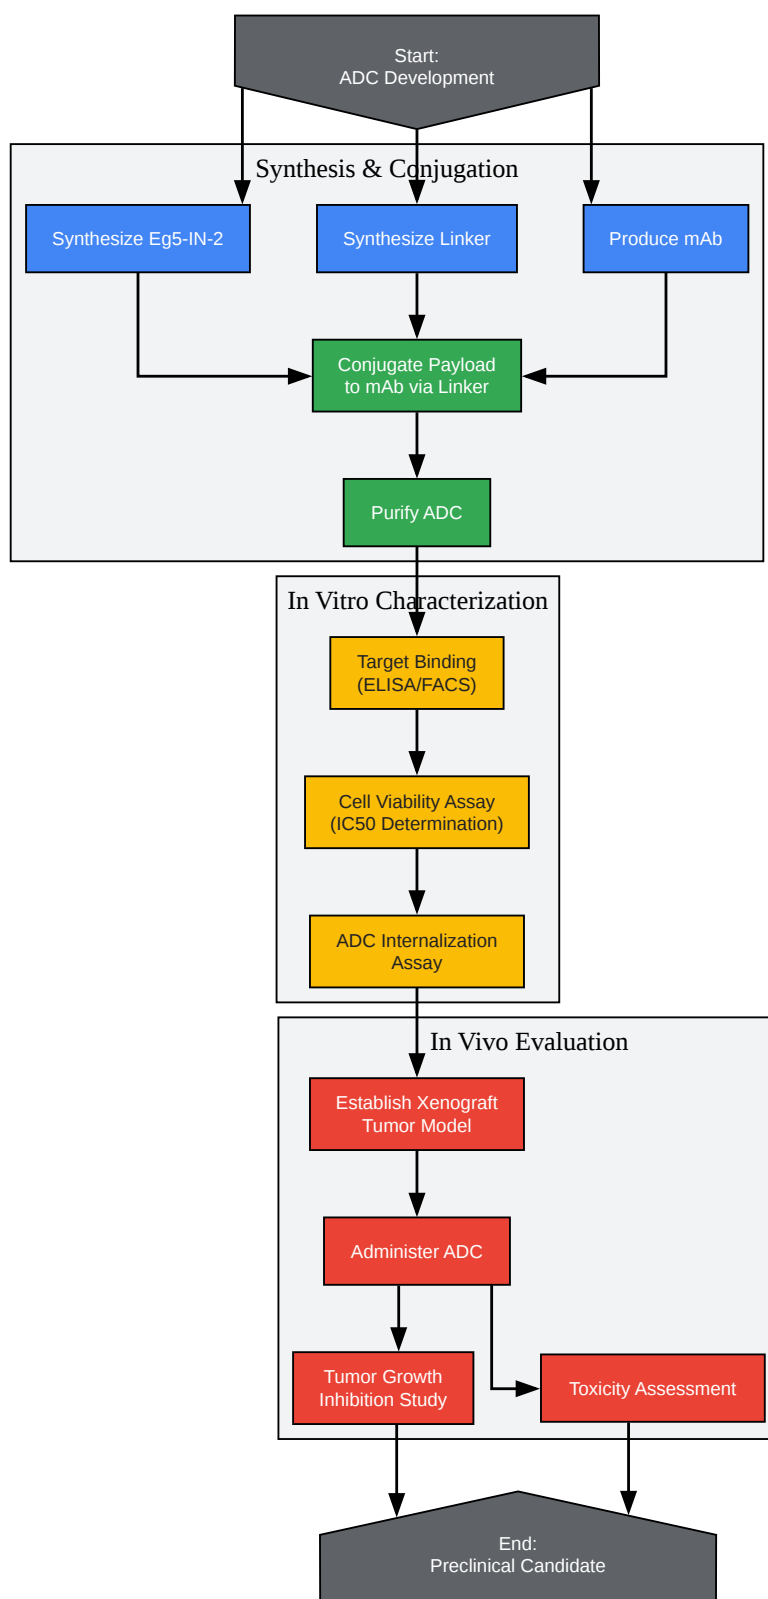 Start:
ADC Development
Synthesis & Conjugation
Synthesize Eg5-IN-2
Synthesize Linker
Produce mAb
Conjugate Payload
to mAb via Linker
Purify ADC
In Vitro Characterization
Target Binding
(ELISA/FACS)
Cell Viability Assay
(IC50 Determination)
ADC Internalization
Assay
In Vivo Evaluation
Establish Xenograft
Tumor Model
Administer ADC
Tumor Growth
Inhibition Study
Toxicity Assessment
End:
Preclinical Candidate